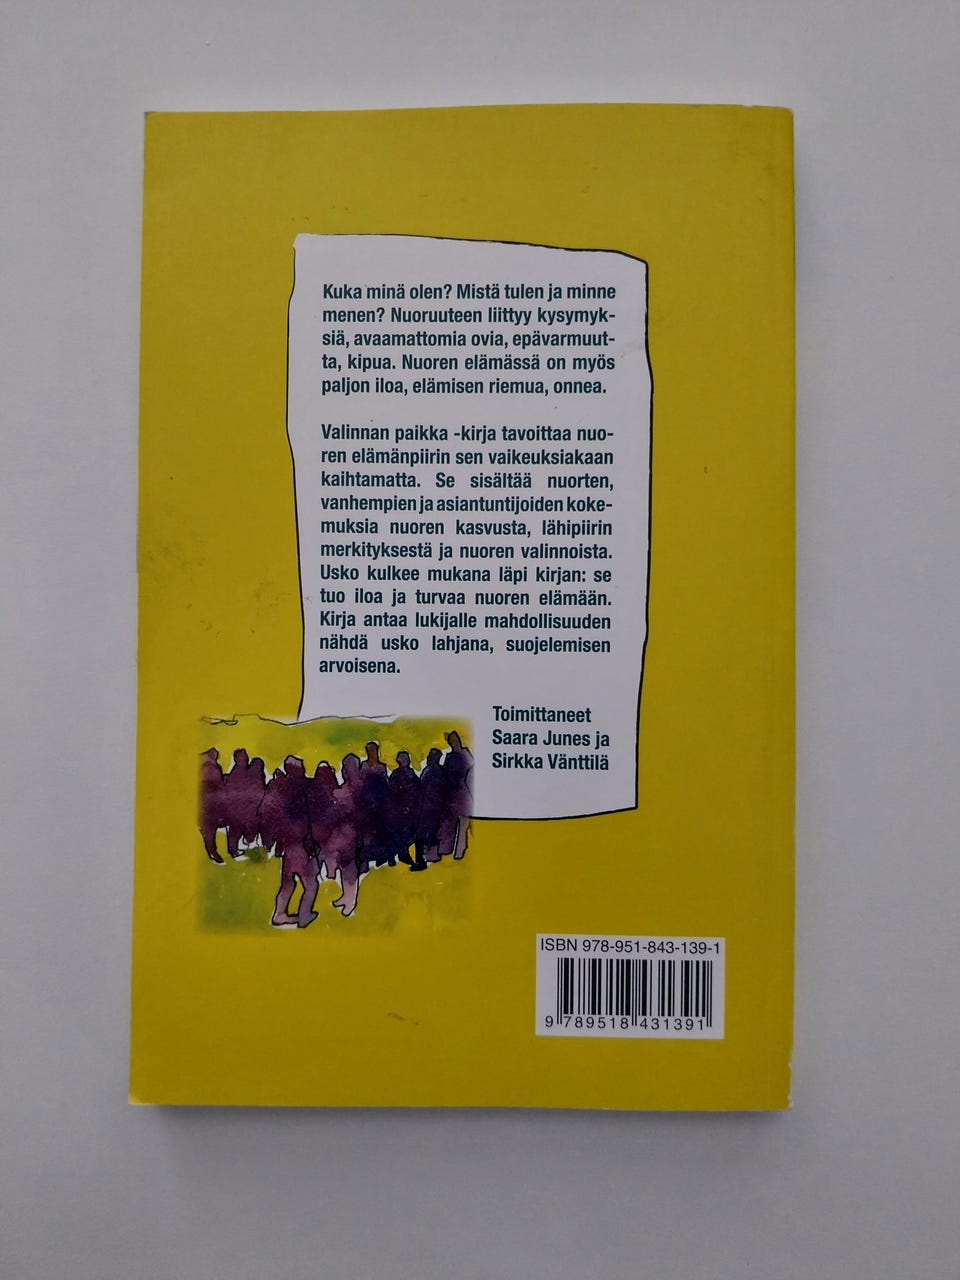 Kuka minä olen? Mistä tulen ja minne
menen? Nuoruuteen liittyy kysymyk-
siä, avaamattomia ovia, epävarmuut-
ta, kipua. Nuoren elämässä on myös
paljon iloa, elämisen riemua, onnea.
Valinnan paikka -kirja tavoittaa nuo-
ren elämänpiirin sen vaikeuksiakaan
kaihtamatta. Se sisältää nuorten,
vanhempien ja asiantuntijoiden koke-
muksia nuoren kasvusta, lähipiirin
merkityksestä ja nuoren valinnoista.
Usko kulkee mukana läpi kirjan: se
tuo iloa ja turvaa nuoren elämään.
Kirja antaa lukijalle mahdollisuuden
nähdä usko lahjana, suojelemisen
arvoisena.
Toimittaneet
Saara Junes ja
Sirkka Vänttilä
ISBN 978-951-843-139-1
9 789518 431391